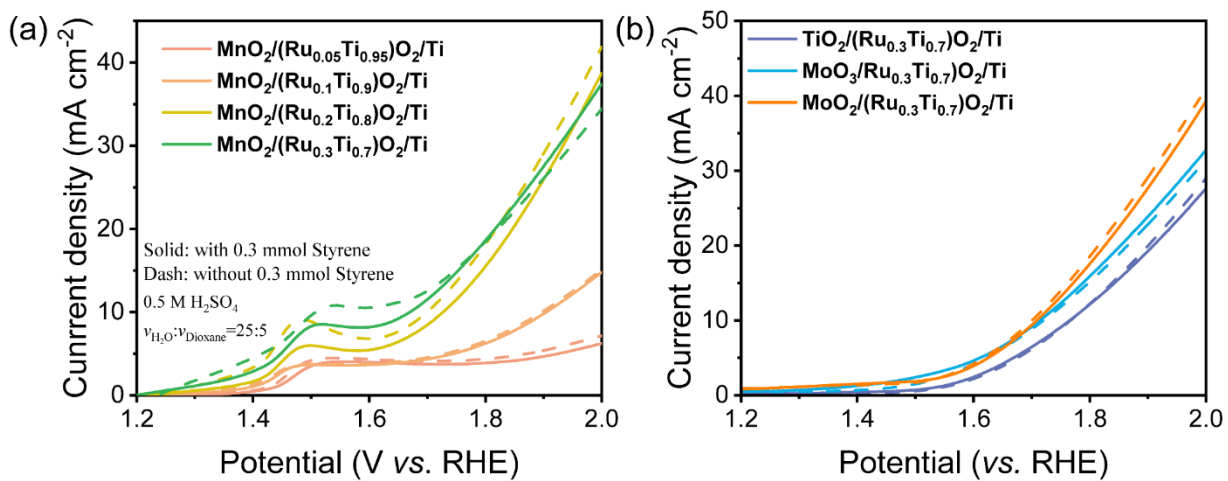 (a)
MnO₂/(Ru₀.₀₅Ti₀.₉₅)O₂/Ti
MnO₂/(Ru₀.₁Ti₀.₉)O₂/Ti
MnO₂/(Ru₀.₂Ti₀.₈)O₂/Ti
MnO₂/(Ru₀.₃Ti₀.₇)O₂/Ti
Solid: with 0.3 mmol Styrene
Dash: without 0.3 mmol Styrene
0.5 M H₂SO₄
vH₂O:vDioxane=25:5
Cunrrent density (mA cm⁻²)
40
30
20
10
0
1.2 1.4 1.6 1.8 2.0
Potential (V vs. RHE)
(b)
TiO₂/(Ru₀.₃Ti₀.₇)O₂/Ti
MoO₃/Ru₀.₃Ti₀.₇)O₂/Ti
MoO₂/(Ru₀.₃Ti₀.₇)O₂/Ti
Current density (mA cm⁻²)
50
40
30
20
10
0
1.2 1.4 1.6 1.8 2.0
Potential (vs. RHE)